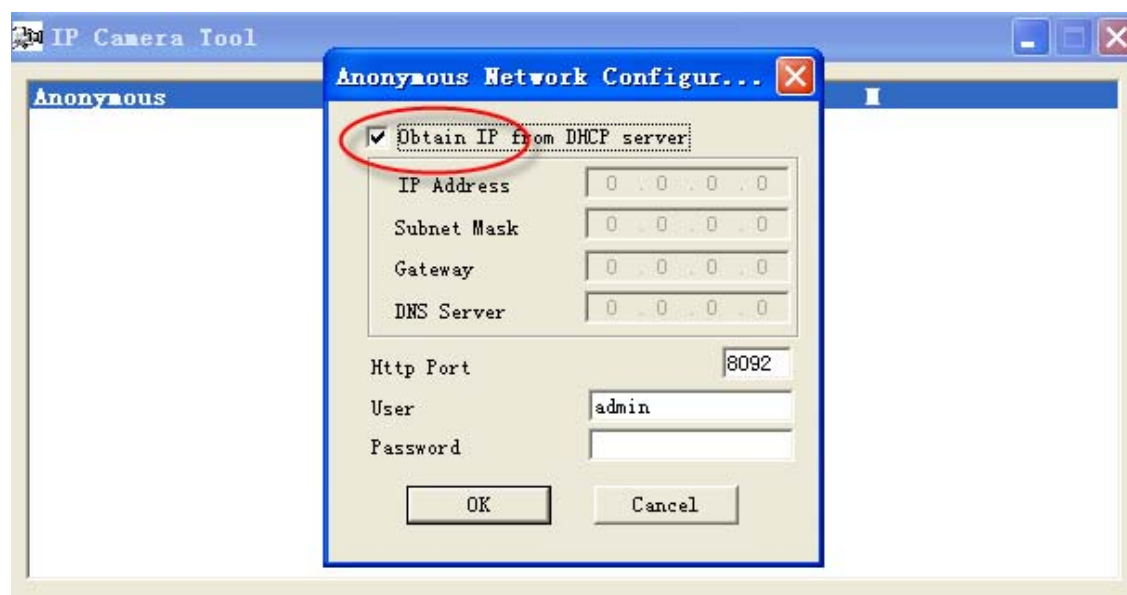 IP Camera Tool
Anonymous Network Configur...
Anonymous
Obtain IP from DHCP server
IP Address 0 . 0 . 0 . 0
Subnet Mask 0 . 0 . 0 . 0
Gateway 0 . 0 . 0 . 0
DNS Server 0 . 0 . 0 . 0
Http Port 8092
User admin
Password
OK Cancel